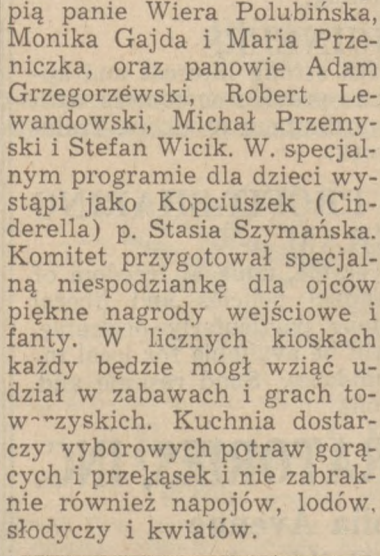 pią panie Wiera Polubińska,
Monika Gajda i Maria Prze-
niczka, oraz panowie Adam
Grzegorzewski, Robert Le-
wandowski, Michał Przemy-
ski i Stefan Wicik. W. specjal-
nym programie dla dzieci wy-
stąpi jako Kopciuszek (Cin-
derella) p. Stasia Szymańska.
Komitet przygotował specjal-
ną niespodziankę dla ojców
piękne nagrody wejściowe i
fanty. W licznych kioskach
każdy będzie mógł wziąć u-
dział w zabawach i grach to-
w~rzyskich. Kuchnia dostar-
czy vyborowych potraw gorą-
cych i przekąsek i nie zabrak-
nie również napojów, lodów.
słodyczy i kwiatów.